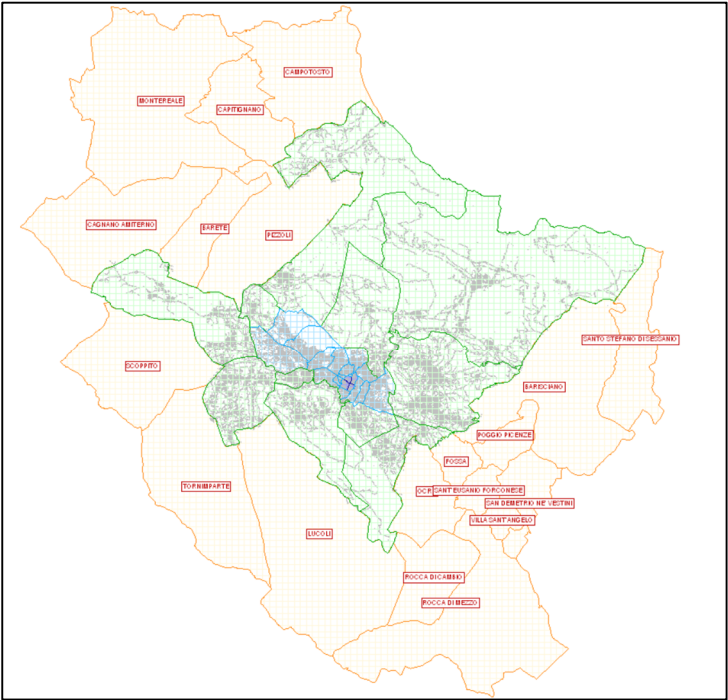 CAMPOTOSTO
MONTEREALE
CAPITIGNANO
CAGNANO AMITERNO
BARETE
PIZZOLI
SANTO STEFANO DI SESSANIO
SCOPPITO
BARISCIANO
POGGIO PICENZE
FOSSA
TORNIMPARTE
OCRE
SANT'EUSANIO FORCONESE
SAN DEMETRIO NE' VESTINI
VILLA SANT'ANGELO
LUCOLI
ROCCA DI CAMBIO
ROCCA DI MEZZO